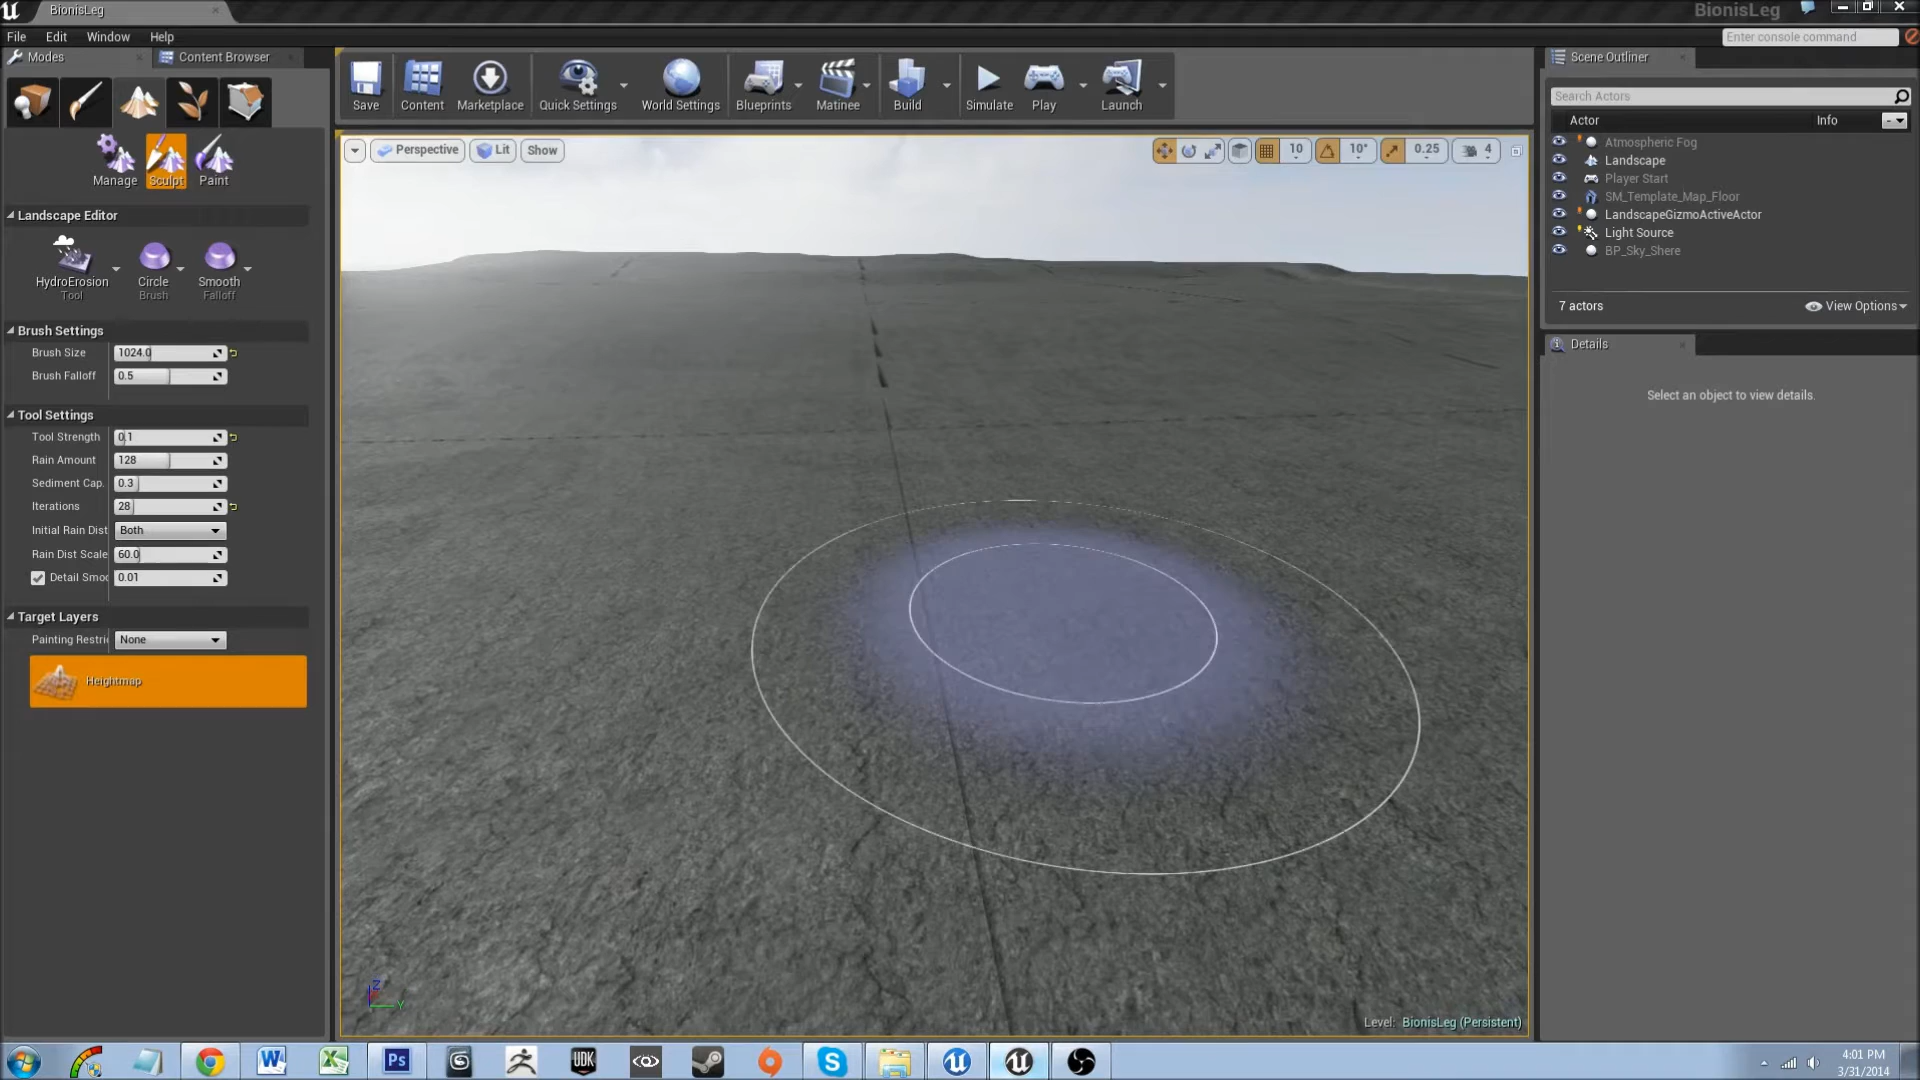 BionisLeg
BionisLeg
File Edit Window Help
Enter console command
Modes
Content Browser
Save
Content
Marketplace
Quick Settings
World Settings
Blueprints
Matinee
Build
Simulate
Play
Launch
Manage
Sculpt
Paint
Landscape Editor
HydroErosion
Tool
Circle
Brush
Smooth
Falloff
Brush Settings
Brush Size 1024.0
Brush Falloff 0.5
Tool Settings
Tool Strength 0.1
Rain Amount 128
Sediment Cap. 0.3
Iterations 28
Initial Rain Dist Both
Rain Dist Scale 60.0
Detail Smoo 0.01
Target Layers
Painting Restri None
Heightmap
Perspective
Lit
Show
10
10°
0.25
4
Level: BionisLeg (Persistent)
Scene Outliner
Search Actors
Actor Info
Atmospheric Fog
Landscape
Player Start
SM_Template_Map_Floor
LandscapeGizmoActiveActor
Light Source
BP_Sky_Shere
7 actors
View Options
Details
Select an object to view details.
W
Ps
UDK
S
4:01 PM
3/31/2014